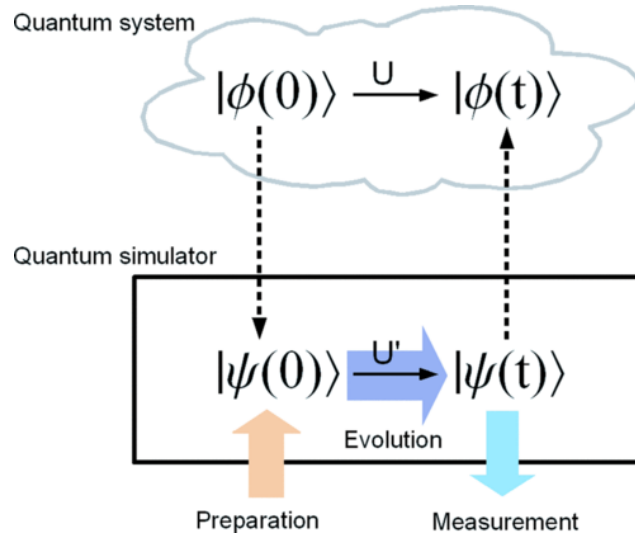 Quantum system
U
|ϕ(0)⟩ |ϕ(t)⟩
Quantum simulator
U'
|ψ(0)⟩ |ψ(t)⟩
Evolution
Preparation Measurement